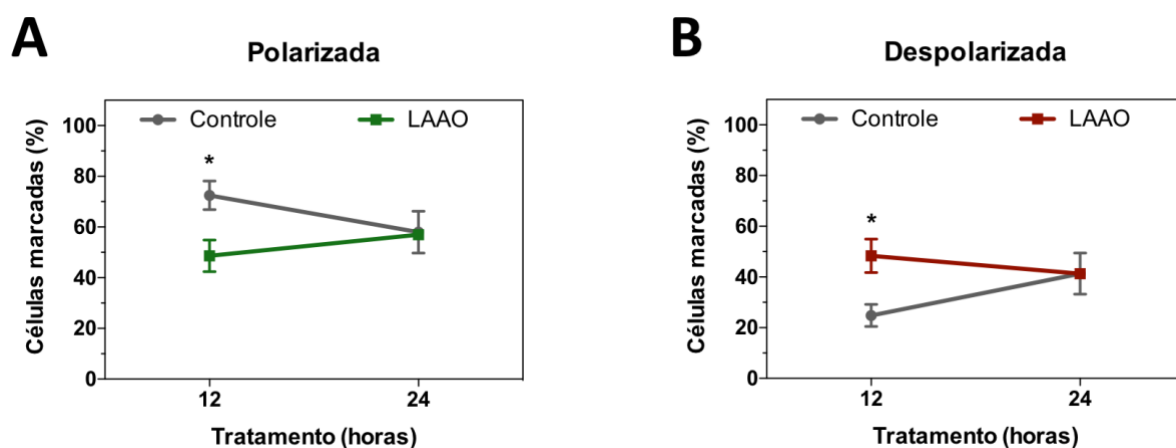 A
Polarizada
Controle
LAAO
*
Células marcadas (%)
100
80
60
40
20
0
12
24
Tratamento (horas)
B
Despolarizada
Controle
LAAO
*
Células marcadas (%)
100
80
60
40
20
0
12
24
Tratamento (horas)